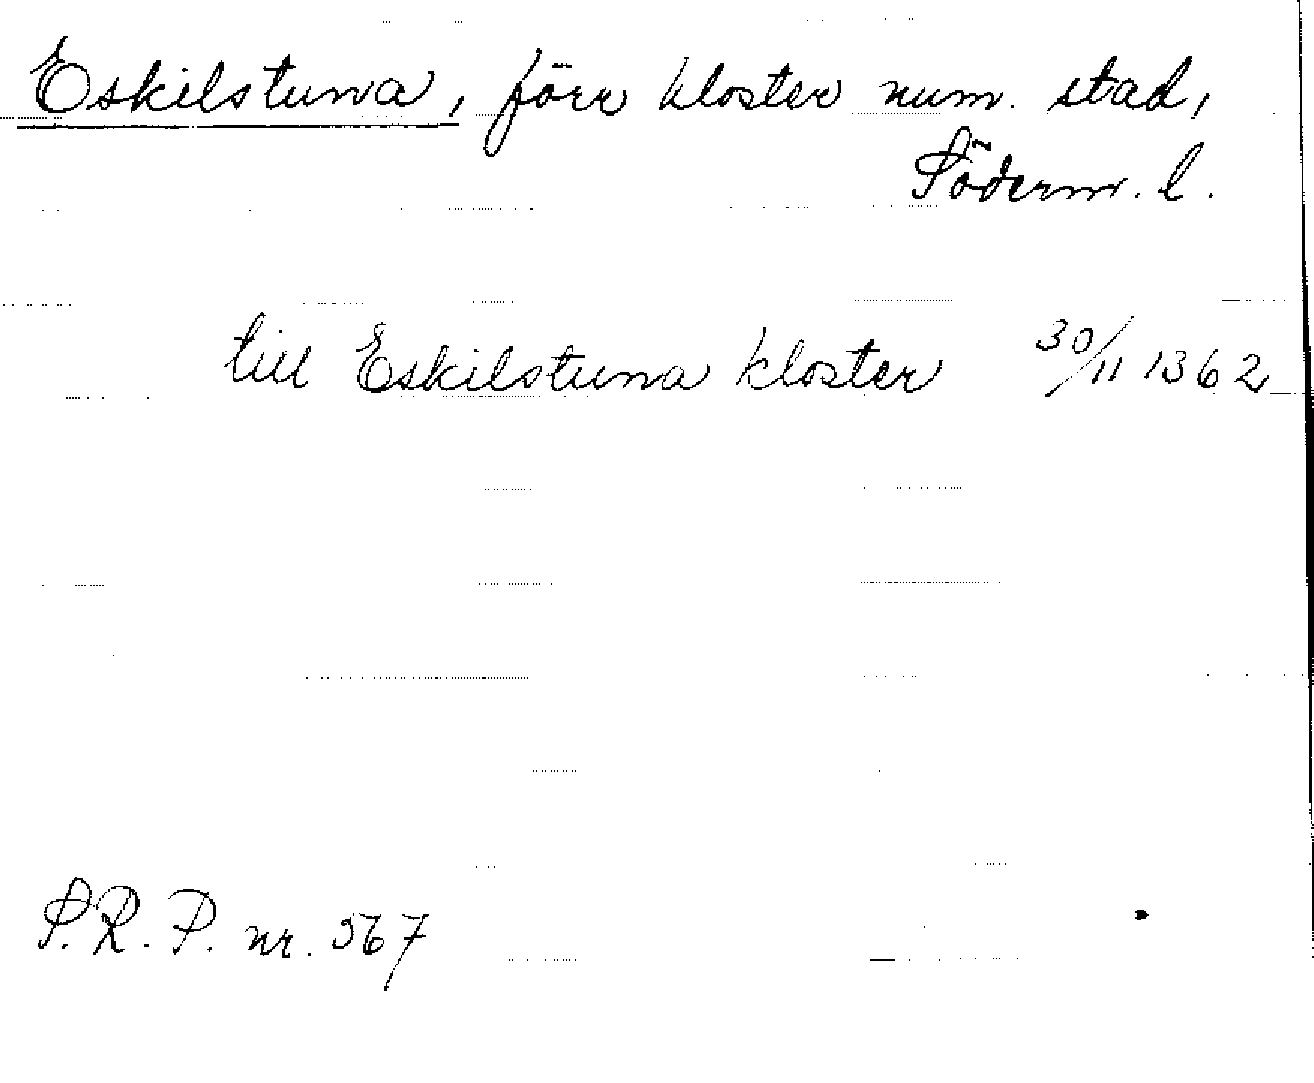 Eskilstuna, förr kloster num. stad,
Söderm. l.
till Eskilstuna kloster 30/11 1362
S.R.P. nr. 567